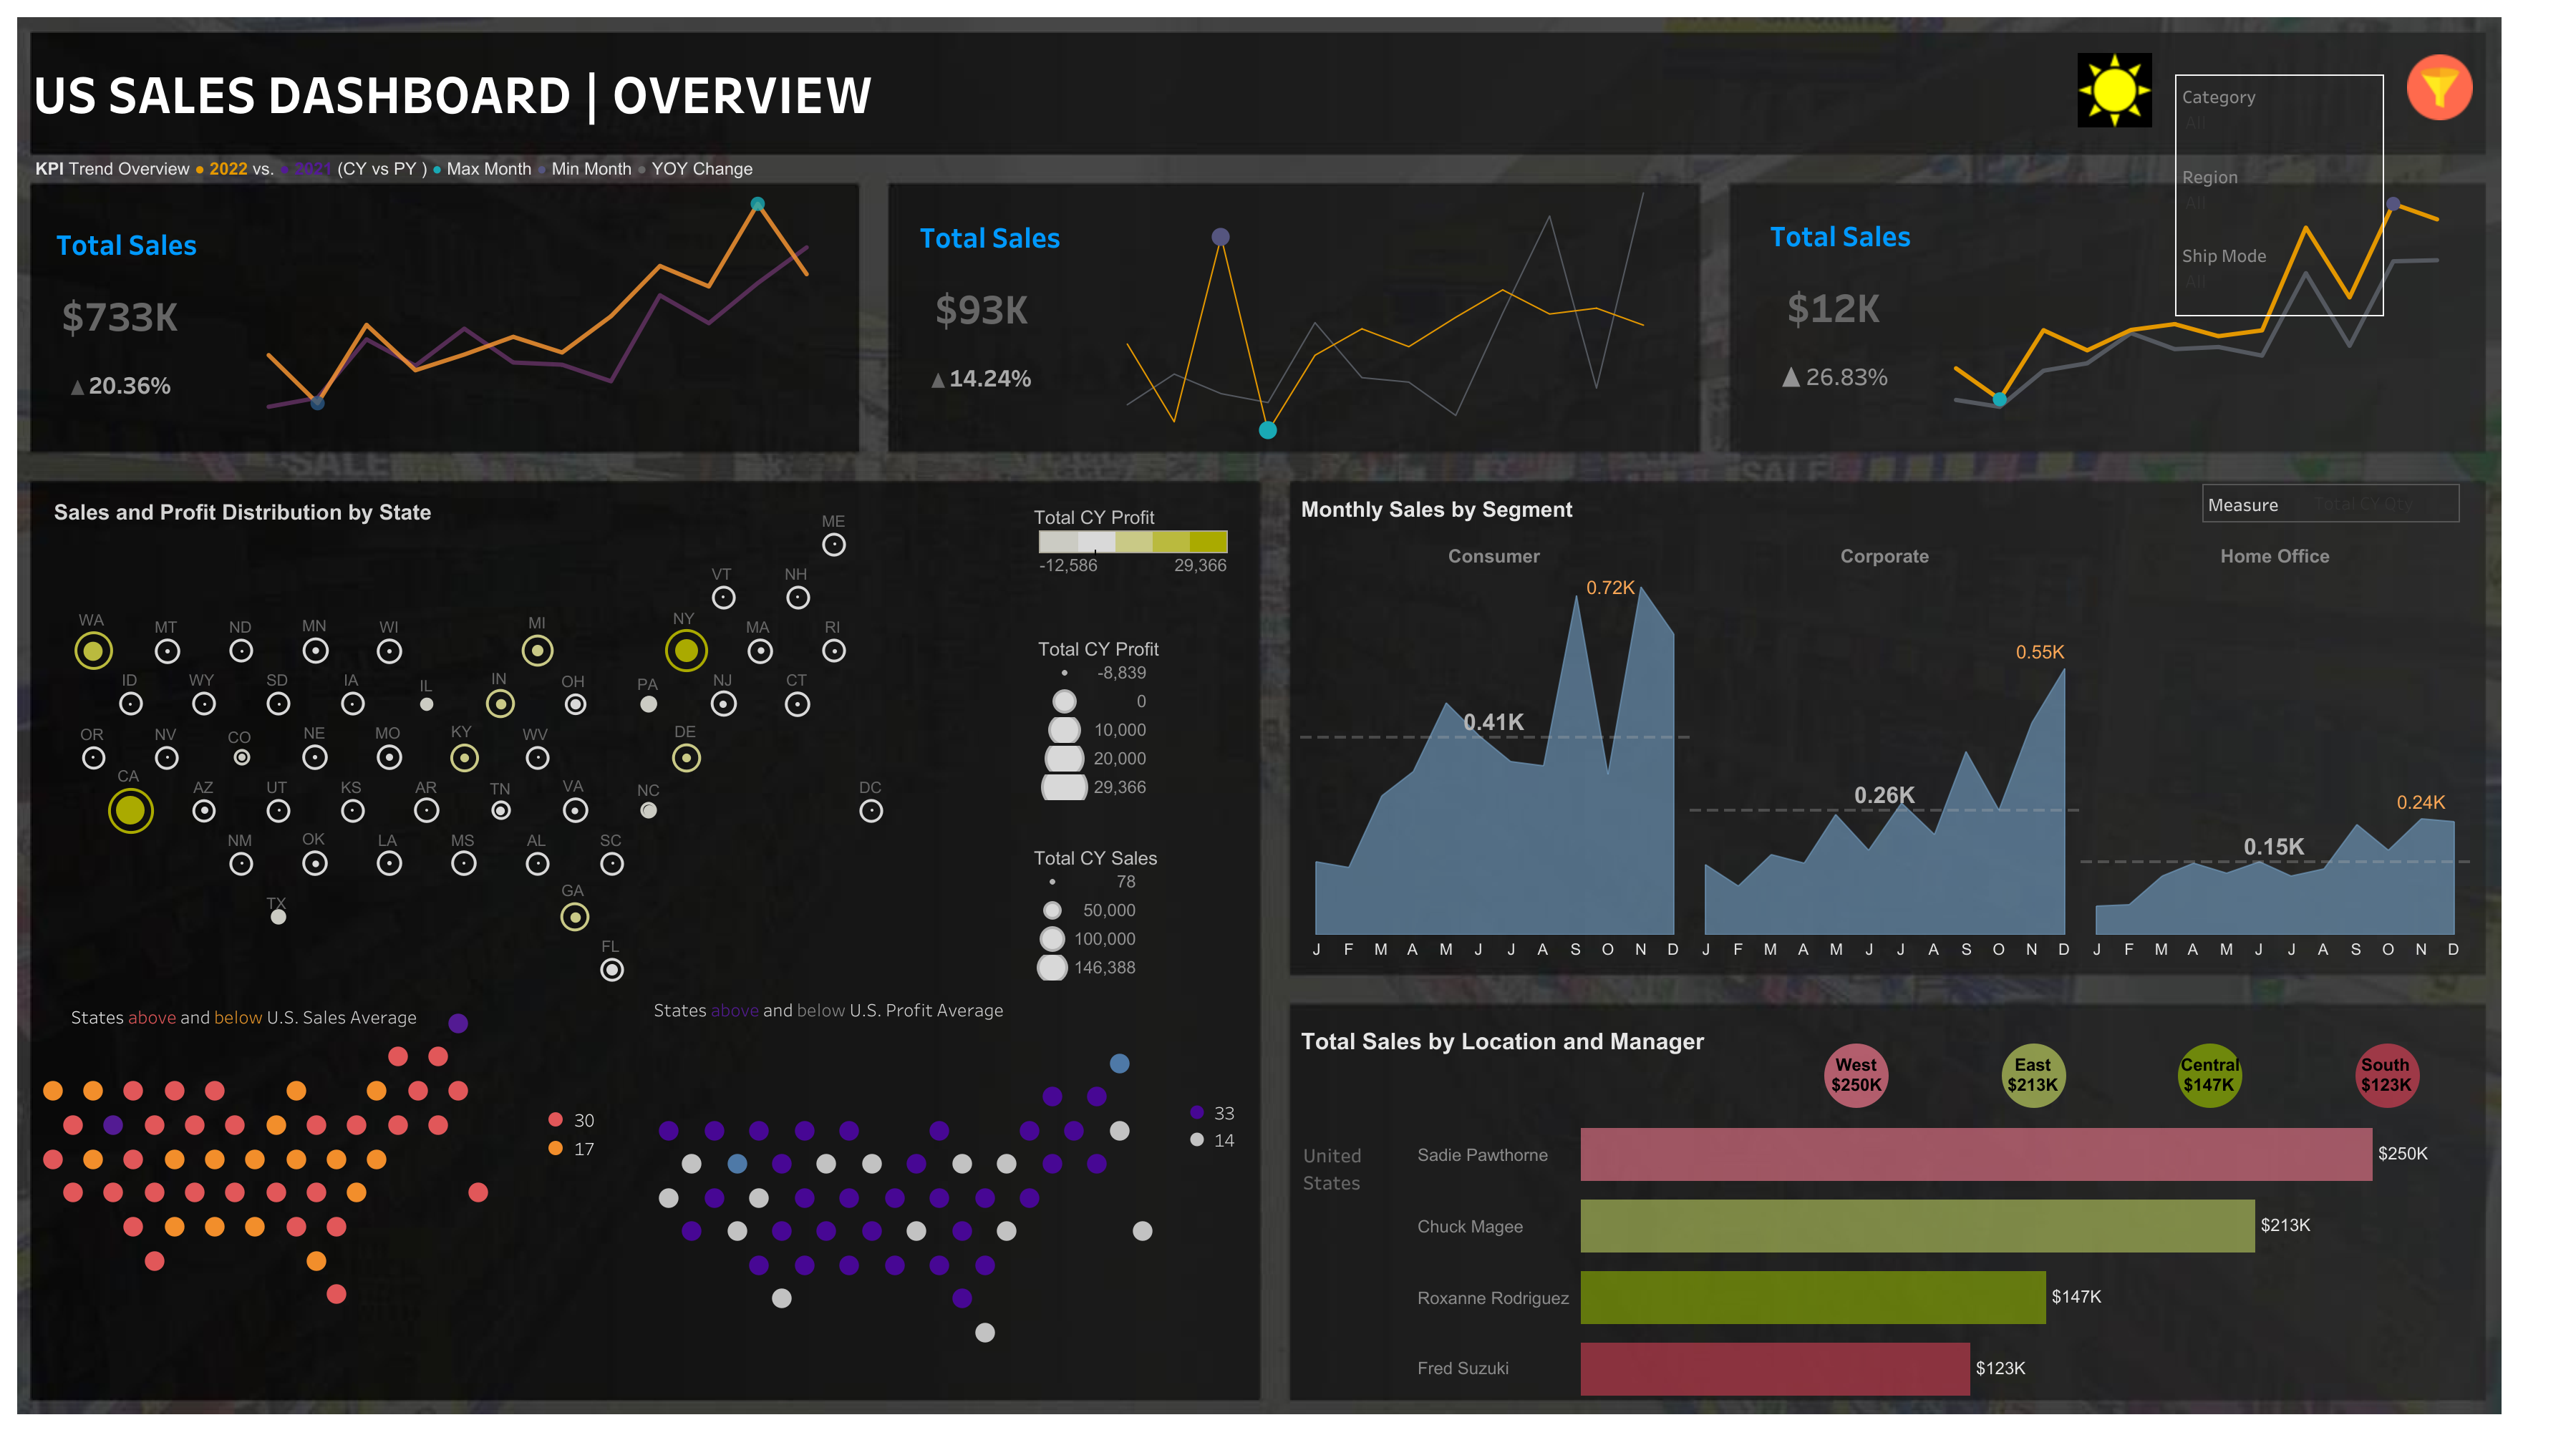 US SALES DASHBOARD | OVERVIEW
Category
All
Region
All
Ship Mode
All
KPI Trend Overview • 2022 vs. • 2021 (CY vs PY ) • Max Month • Min Month • YOY Change
Total Sales
$733K
▲20.36%
Total Sales
$93K
▲14.24%
Total Sales
$12K
▲26.83%
SALE
SALE
Sales and Profit Distribution by State
ME
VT NH
WA MT ND MN WI MI NY MA RI
ID WY SD IA IL IN OH PA NJ CT
OR NV CO NE MO KY WV DE
CA AZ UT KS AR TN VA NC DC
NM OK LA MS AL SC
TX GA
FL
Total CY Profit
-12,586 29,366
Total CY Profit
-8,839
0
10,000
20,000
29,366
Total CY Sales
78
50,000
100,000
146,388
States above and below U.S. Sales Average
30
17
States above and below U.S. Profit Average
33
14
Monthly Sales by Segment
Measure Total CY Qty
Consumer Corporate Home Office
0.72K
0.41K
0.55K
0.26K
0.24K
0.15K
J F M A M J J A S O N D J F M A M J J A S O N D J F M A M J J A S O N D
Total Sales by Location and Manager
West
$250K
East
$213K
Central
$147K
South
$123K
United
States
Sadie Pawthorne $250K
Chuck Magee $213K
Roxanne Rodriguez $147K
Fred Suzuki $123K